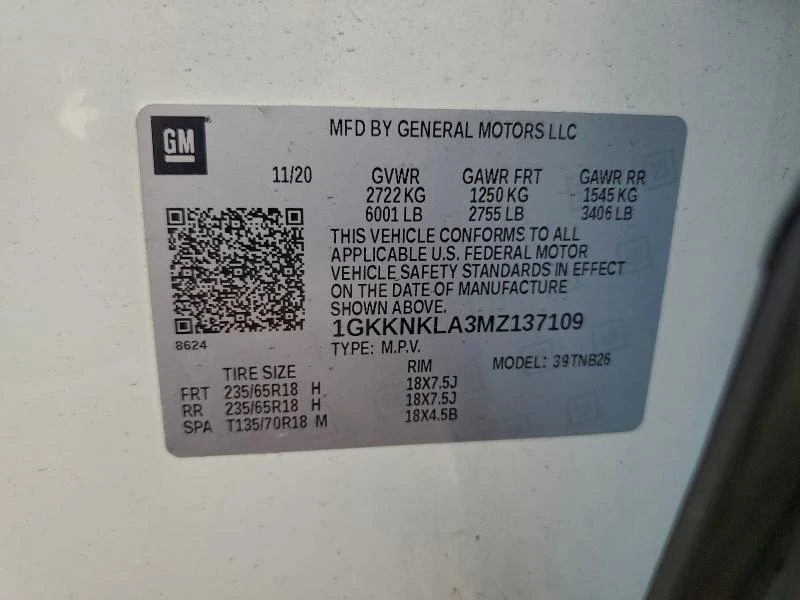 GM
MFD BY GENERAL MOTORS LLC
11/20 GVWR GAWR FRT GAWR RR
2722 KG 1250 KG 1545 KG
6001 LB 2755 LB 3406 LB
THIS VEHICLE CONFORMS TO ALL
APPLICABLE U.S. FEDERAL MOTOR
VEHICLE SAFETY STANDARDS IN EFFECT
ON THE DATE OF MANUFACTURE
SHOWN ABOVE.
1GKKNKLA3MZ137109
8624
TYPE: M.P.V. MODEL: 39TNB26
TIRE SIZE RIM
FRT 235/65R18 H 18X7.5J
RR 235/65R18 H 18X7.5J
SPA T135/70R18 M 18X4.5B